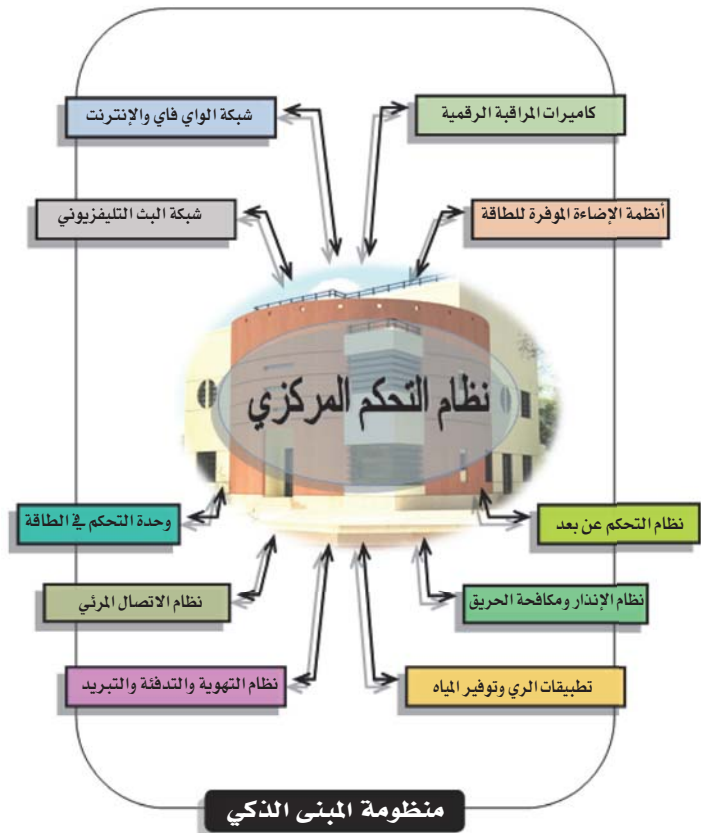 كاميرات المراقبة الرقمية
شبكة الواي فاي والإنترنت
أنظمة الإضاءة الموفرة للطاقة
شبكة البث التليفزيوني
نظام التحكم المركزي
نظام التحكم عن بعد
وحدة التحكم في الطاقة
نظام الإنذار ومكافحة الحريق
نظام الاتصال المرئي
تطبيقات الري وتوفير المياه
نظام التهوية والتدفئة والتبريد
منظومة المبنى الذكي